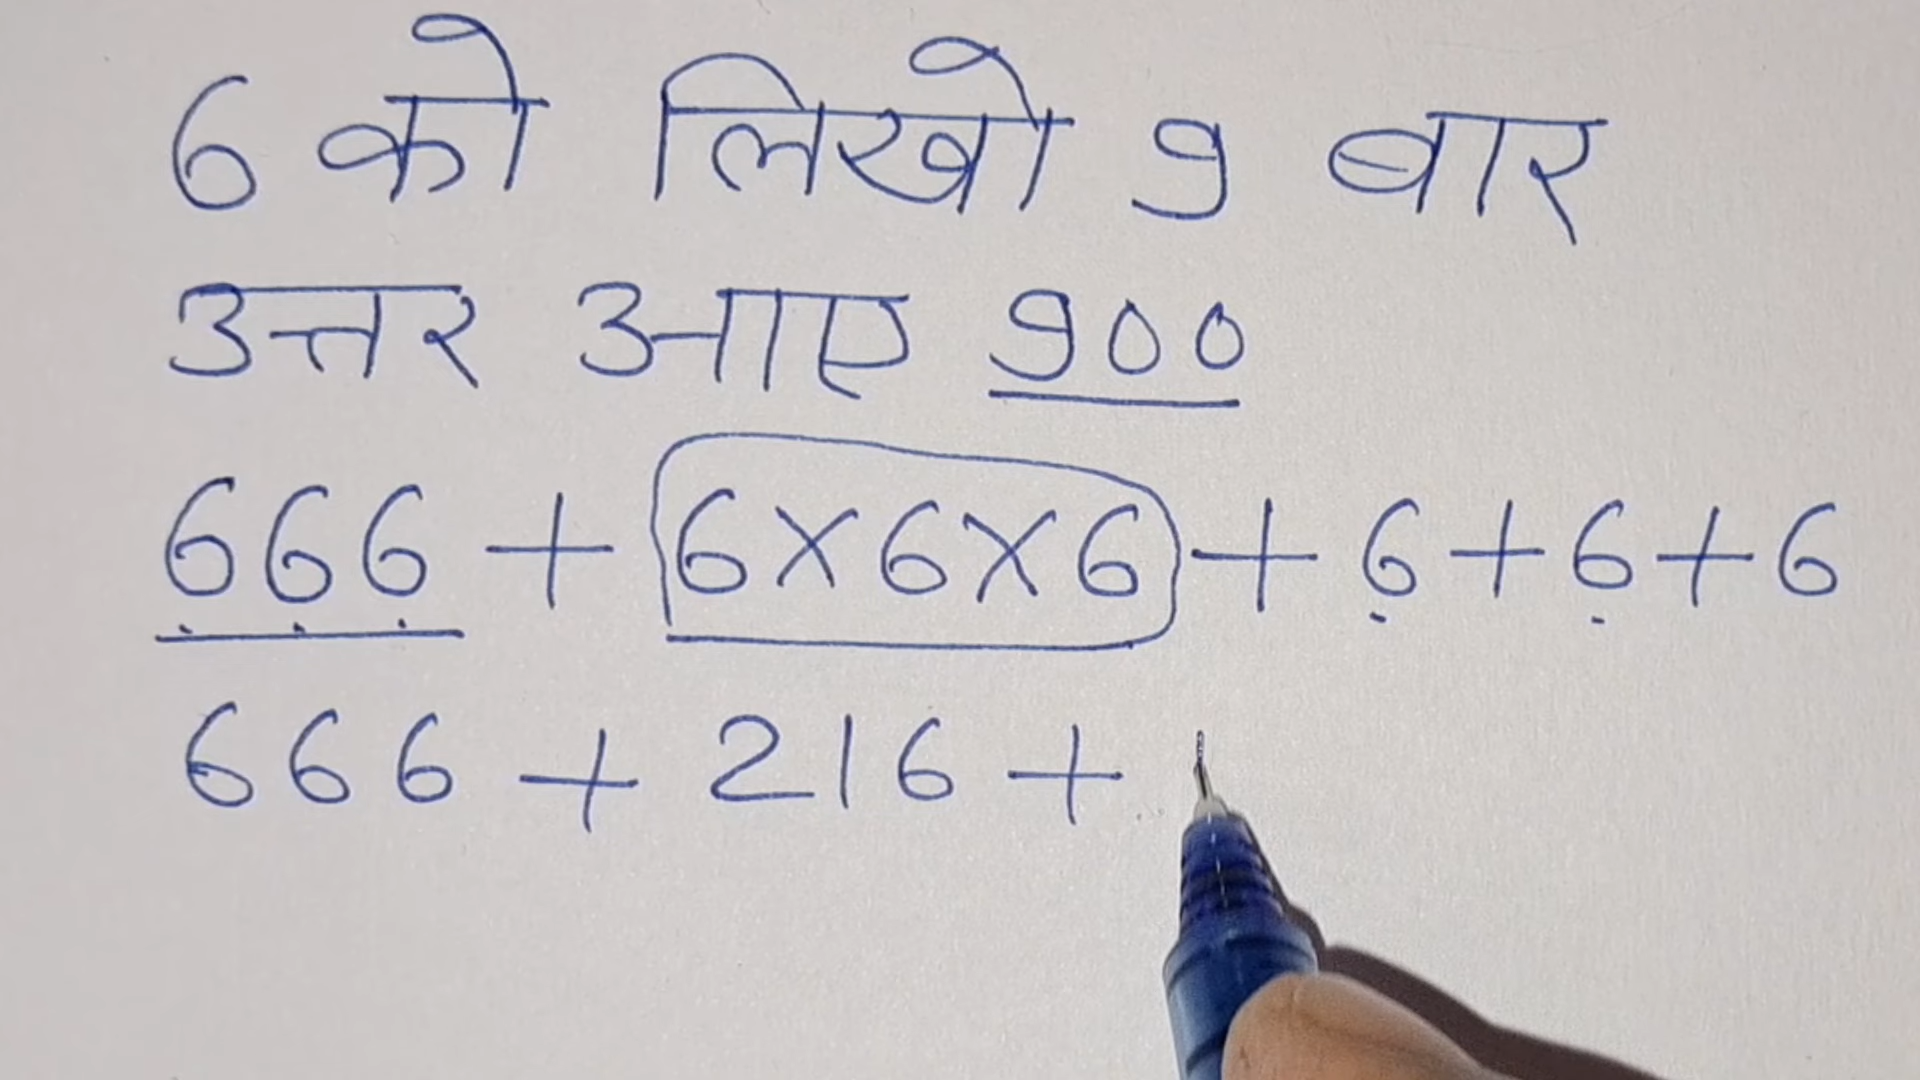 6 को लिखो 9 बार
उत्तर आए 900
666 + 6×6×6 + 6+6+6
666 + 216 +